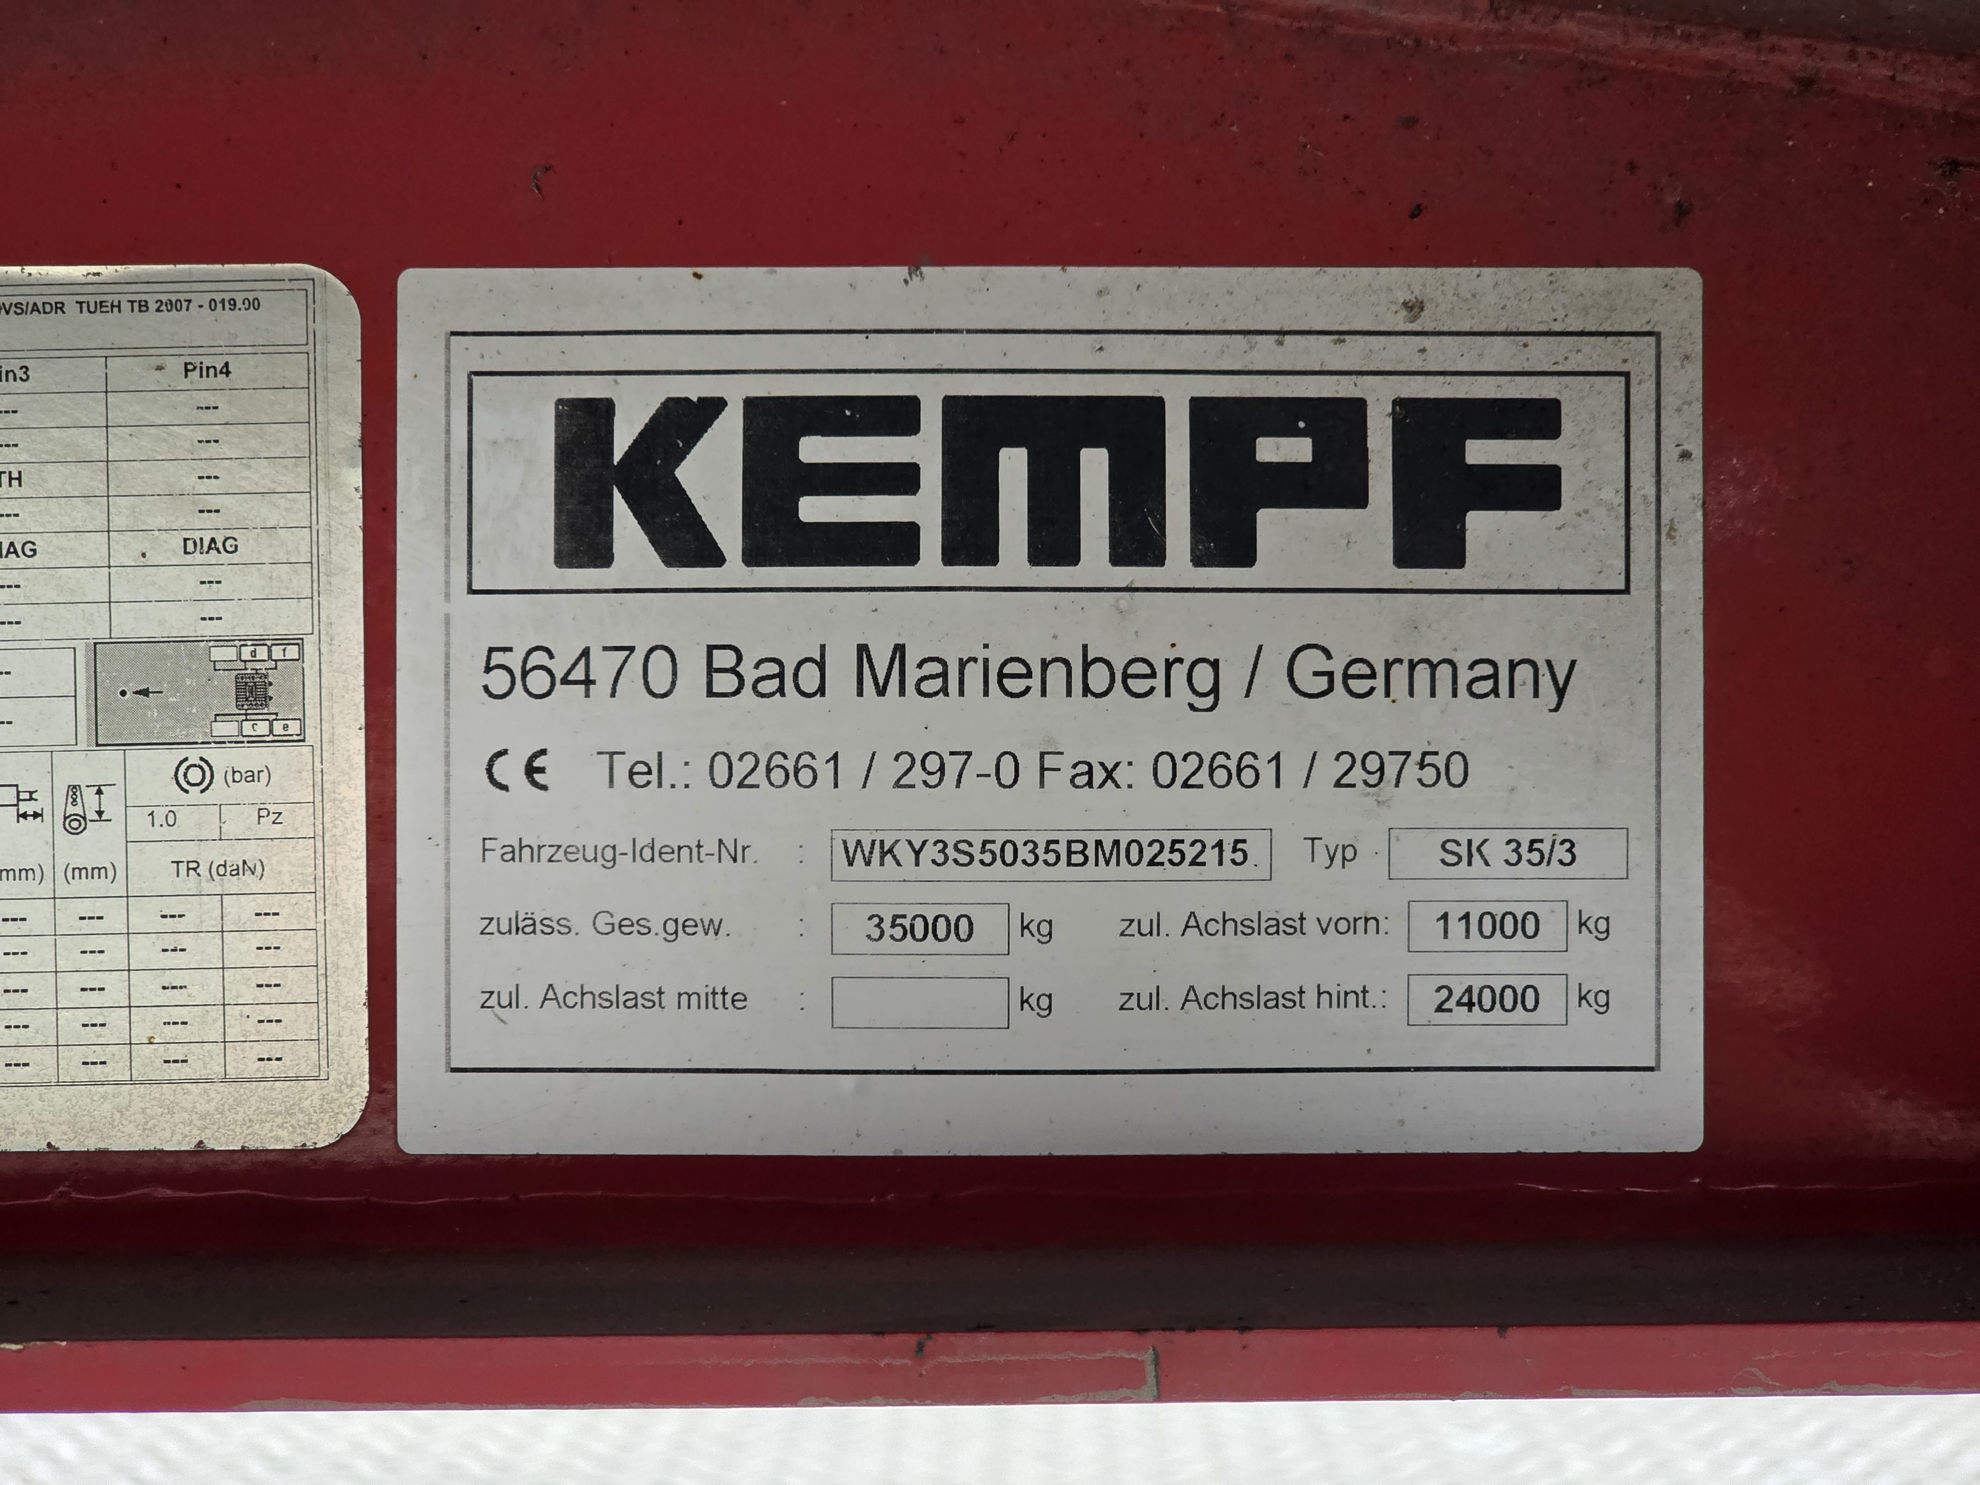 OVS/ADR TUEH TB 2007 - 019.00
Pin4
--- ---
--- ---
---
--- ---
DIAG
--- ---
--- ---
b f
c e
(bar)
1.0 Pz
(mm) (mm) TR (daN)
--- --- --- ---
--- --- --- ---
--- --- --- ---
--- --- --- ---
--- --- --- ---
KEMPF
56470 Bad Marienberg / Germany
CE Tel.: 02661 / 297-0 Fax: 02661 / 29750
Fahrzeug-Ident-Nr. : WKY3S5035BM025215 Typ : SK 35/3
zuläss. Ges.gew. : 35000 kg zul. Achslast vorn: 11000 kg
zul. Achslast mitte : kg zul. Achslast hint.: 24000 kg